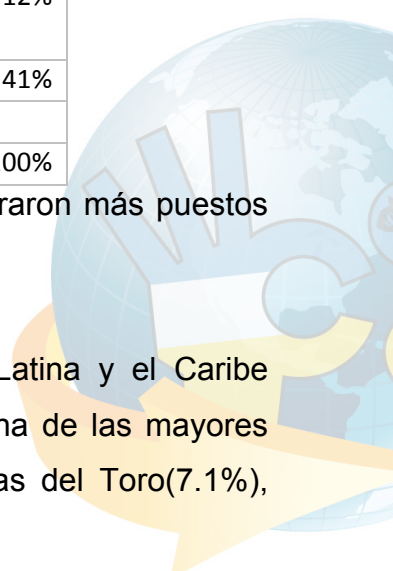 12%
41%
00%
raron más puestos
Latina y el Caribe
na de las mayores
as del Toro(7.1%),